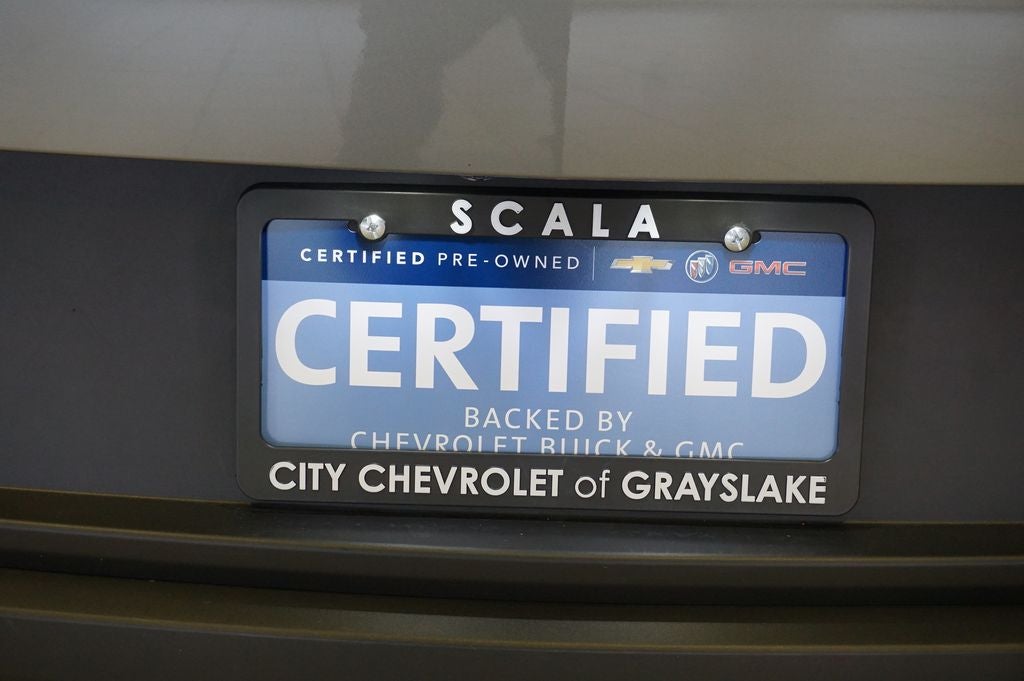 SCALA
CERTIFIED PRE-OWNED GMC
CERTIFIED
BACKED BY
CHEVROLET BUICK & GMC
CITY CHEVROLET of GRAYSLAKE